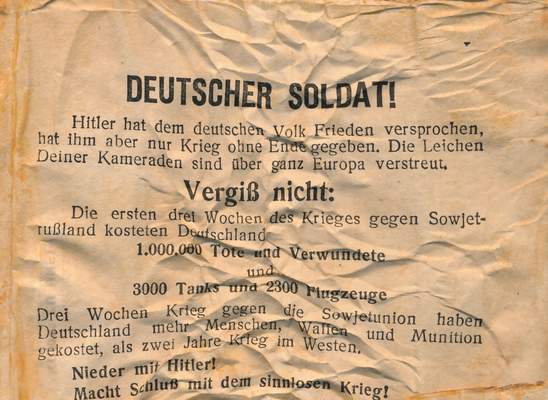 DEUTSCHER SOLDAT!
Hitler hat dem deutschen Volk Frieden versprochen,
hat ihm aber nur Krieg ohne Ende gegeben. Die Leichen
Deiner Kameraden sind über ganz Europa verstreut.
Vergiß nicht:
Die ersten drei Wochen des Krieges gegen Sowjet-
rußland kosteten Deutschland
1.000.000 Tote und Verwundete
und
3000 Tanks und 2300 Flugzeuge
Drei Wochen Krieg gegen die Sowjetunion haben
Deutschland mehr Menschen, Waffen und Munition
gekostet, als zwei Jahre Krieg im Westen.
Nieder mit Hitler!
Macht Schluß mit dem sinnlosen Krieg!